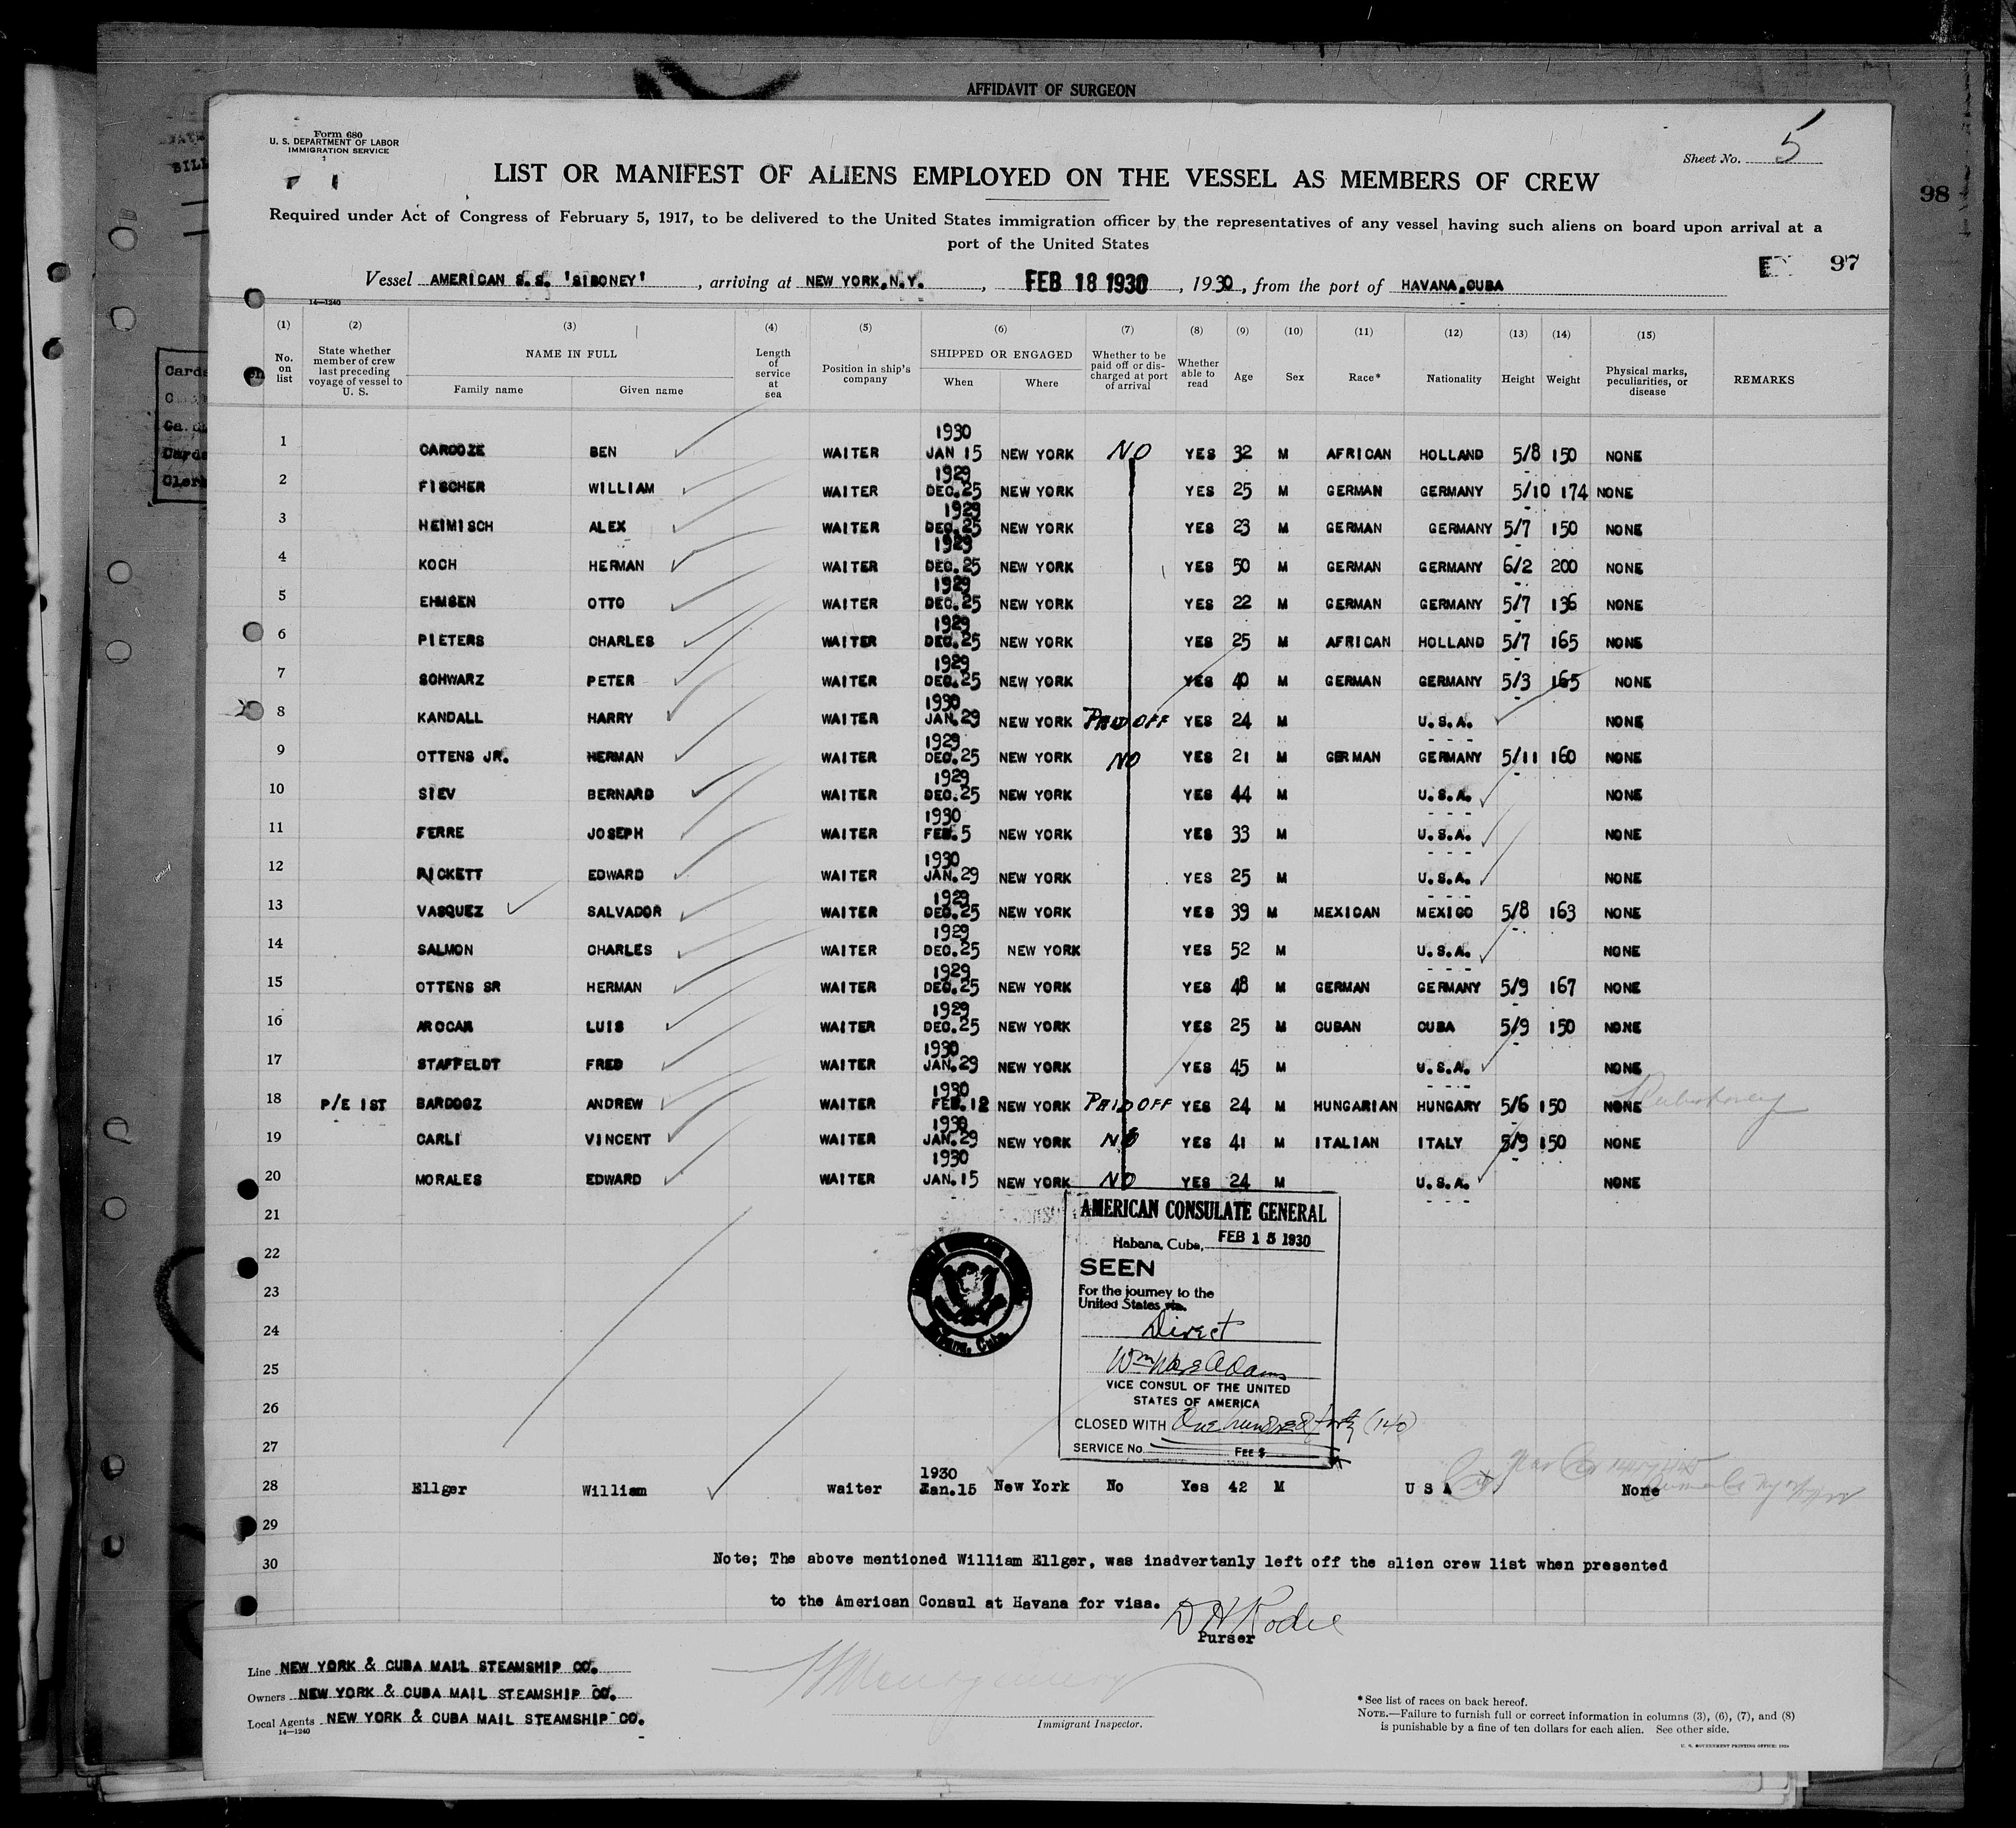 AFFIDAVIT OF SURGEON
Form 680
U. S. DEPARTMENT OF LABOR
IMMIGRATION SERVICE
Sheet No. 5
98
LIST OR MANIFEST OF ALIENS EMPLOYED ON THE VESSEL AS MEMBERS OF CREW
Required under Act of Congress of February 5, 1917, to be delivered to the United States immigration officer by the representatives of any vessel having such aliens on board upon arrival at a
port of the United States
97
Vessel AMERICAN S.S. 'SIBONEY', arriving at NEW YORK,N.Y., FEB 18 1930, 1930, from the port of HAVANA,CUBA
14—1240
(1) (2) (3) (4) (5) (6) (7) (8) (9) (10) (11) (12) (13) (14) (15)
No. on list
State whether member of crew last preceding voyage of vessel to U. S.
NAME IN FULL
Family name Given name
Length of service at sea
Position in ship's company
SHIPPED OR ENGAGED
When Where
Whether to be paid off or discharged at port of arrival
Whether able to read
Age Sex Race* Nationality Height Weight
Physical marks, peculiarities, or disease
REMARKS
1 CARDOZE BEN WAITER 1930 JAN 15 NEW YORK NO YES 32 M AFRICAN HOLLAND 5/8 150 NONE
2 FISCHER WILLIAM WAITER 1929 DEC.25 NEW YORK YES 25 M GERMAN GERMANY 5/10 174 NONE
3 HEIMISCH ALEX WAITER 1929 DEC.25 NEW YORK YES 23 M GERMAN GERMANY 5/7 150 NONE
4 KOCH HERMAN WAITER 1929 DEC.25 NEW YORK YES 50 M GERMAN GERMANY 6/2 200 NONE
5 EHMSEN OTTO WAITER 1929 DEC.25 NEW YORK YES 22 M GERMAN GERMANY 5/7 136 NONE
6 PIETERS CHARLES WAITER 1929 DEC.25 NEW YORK YES 25 M AFRICAN HOLLAND 5/7 165 NONE
7 SCHWARZ PETER WAITER 1929 DEC.25 NEW YORK YES 40 M GERMAN GERMANY 5/3 165 NONE
8 KANDALL HARRY WAITER 1930 JAN.29 NEW YORK PAID OFF YES 24 M U.S.A. NONE
9 OTTENS JR. HERMAN WAITER 1929 DEC.25 NEW YORK NO YES 21 M GERMAN GERMANY 5/11 160 NONE
10 SIEV BERNARD WAITER 1929 DEC.25 NEW YORK YES 44 M U.S.A. NONE
11 FERRE JOSEPH WAITER 1930 FEB.5 NEW YORK YES 33 M U.S.A. NONE
12 RICKETT EDWARD WAITER 1930 JAN.29 NEW YORK YES 25 M U.S.A. NONE
13 VASQUEZ SALVADOR WAITER 1929 DEC.25 NEW YORK YES 39 M MEXICAN MEXICO 5/8 163 NONE
14 SALMON CHARLES WAITER 1929 DEC.25 NEW YORK YES 52 M U.S.A. NONE
15 OTTENS SR HERMAN WAITER 1929 DEC.25 NEW YORK YES 48 M GERMAN GERMANY 5/9 167 NONE
16 AROCAR LUIS WAITER 1929 DEC.25 NEW YORK YES 25 M CUBAN CUBA 5/9 150 NONE
17 STAFFELDT FRED WAITER 1930 JAN.29 NEW YORK YES 45 M U.S.A. NONE
18 P/E 1ST BARDOSZ ANDREW WAITER 1930 FEB.12 NEW YORK PAID OFF YES 24 M HUNGARIAN HUNGARY 5/6 150 NONE
19 CARLI VINCENT WAITER 1930 JAN.29 NEW YORK NO YES 41 M ITALIAN ITALY 5/9 150 NONE
20 MORALES EDWARD WAITER 1930 JAN.15 NEW YORK NO YES 24 M U.S.A. NONE
21
22
23
24
25
26
27
AMERICAN CONSULATE GENERAL
Habana, Cuba, FEB 15 1930
SEEN
For the journey to the
United States via.
Direct
VICE CONSUL OF THE UNITED
STATES OF AMERICA
CLOSED WITH One hundred forty (140)
SERVICE No. FEE $
28 Ellger William waiter 1930 Jan.15 New York No Yes 42 M U S A None
29
30
Note; The above mentioned William Ellger, was inadvertanly left off the alien crew list when presented
to the American Consul at Havana for visa.
D H Rodie
Purser
Line NEW YORK & CUBA MAIL STEAMSHIP CO.
Owners NEW YORK & CUBA MAIL STEAMSHIP CO.
Local Agents NEW YORK & CUBA MAIL STEAMSHIP CO.
14—1240
Immigrant Inspector.
*See list of races on back hereof.
NOTE.—Failure to furnish full or correct information in columns (3), (6), (7), and (8)
is punishable by a fine of ten dollars for each alien. See other side.
U. S. GOVERNMENT PRINTING OFFICE: 1929